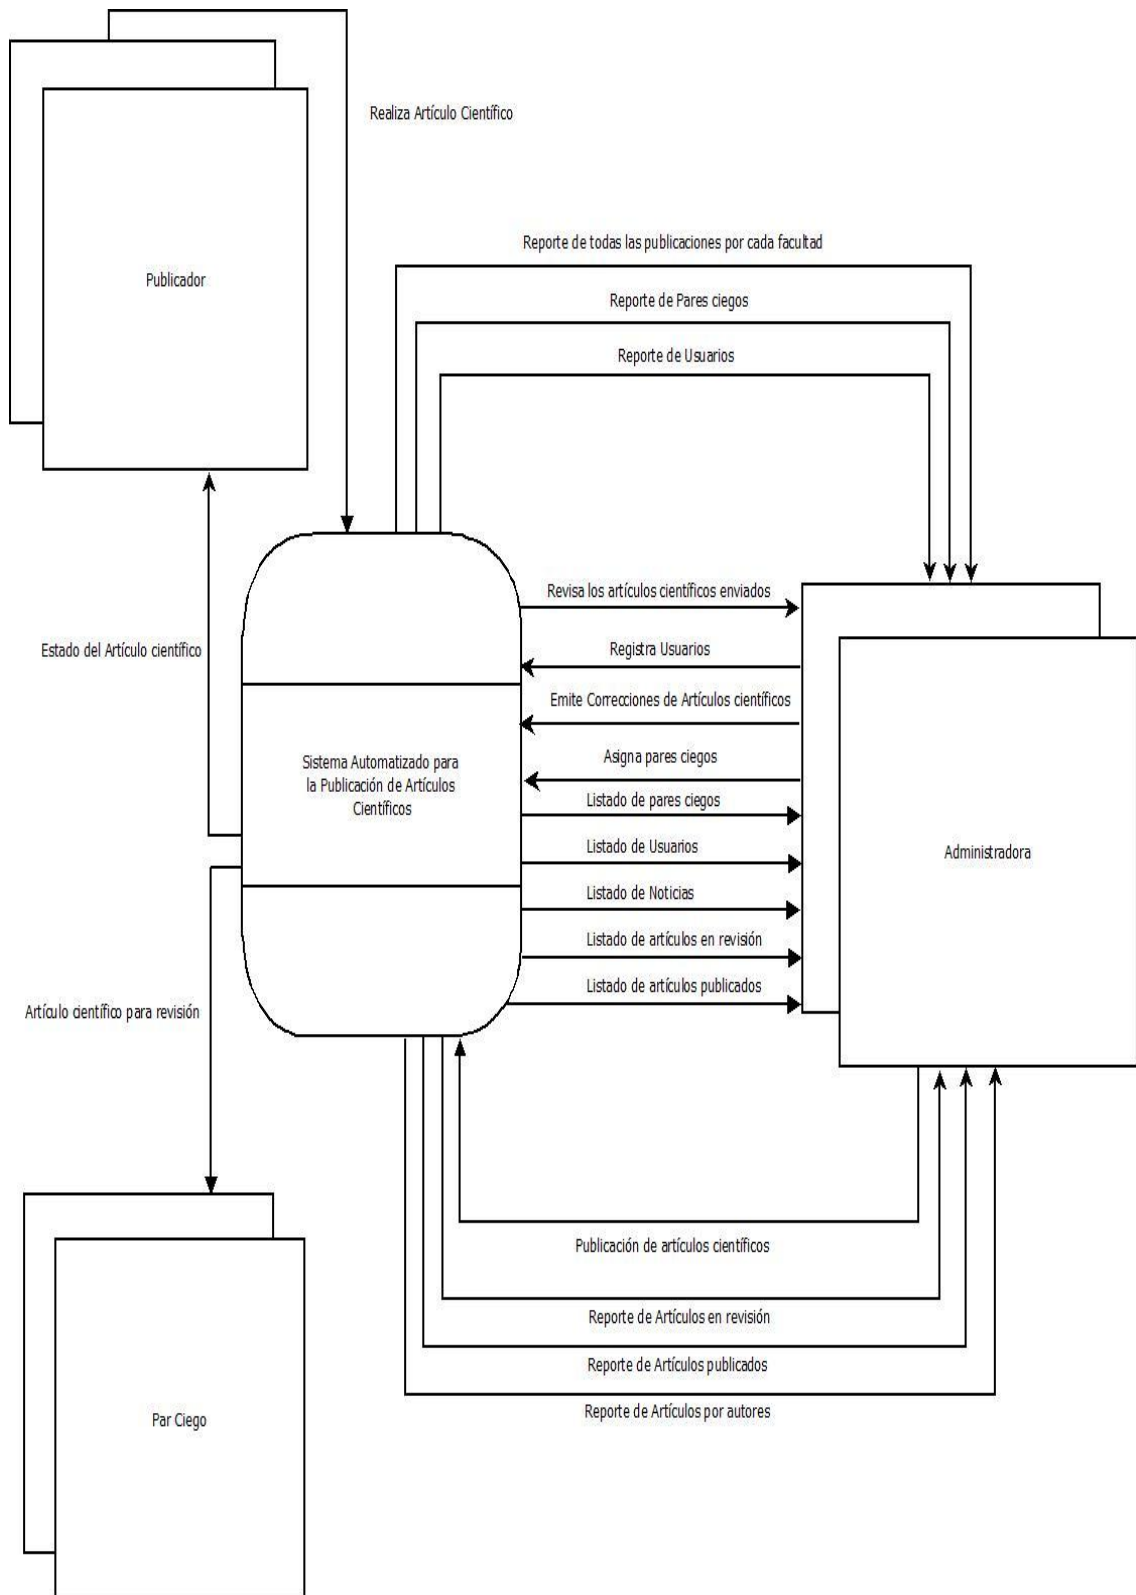 Realiza Artículo Científico
Reporte de todas las publicaciones por cada facultad
Publicador
Reporte de Pares ciegos
Reporte de Usuarios
Revisa los artículos científicos enviados
Estado del Artículo científico
Registra Usuarios
Emite Correcciones de Artículos científicos
Sistema Automatizado para
la Publicación de Artículos
Científicos
Asigna pares ciegos
Listado de pares ciegos
Listado de Usuarios
Administradora
Listado de Noticias
Listado de artículos en revisión
Listado de artículos publicados
Artículo científico para revisión
Publicación de artículos científicos
Reporte de Artículos en revisión
Reporte de Artículos publicados
Reporte de Artículos por autores
Par Ciego